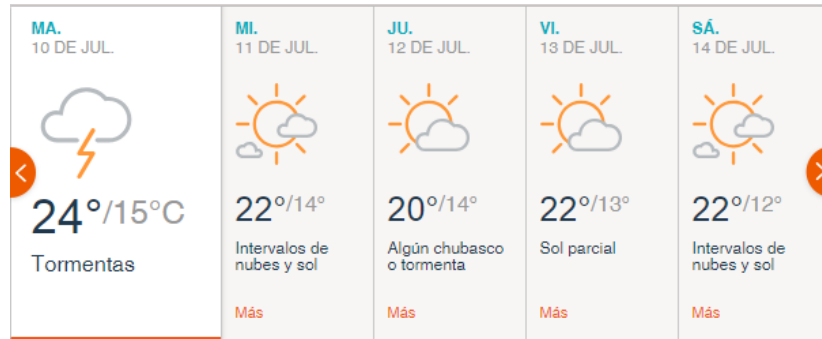 MA.
10 DE JUL.
24°/15°C
Tormentas
MI.
11 DE JUL.
22°/14°
Intervalos de
nubes y sol
Más
JU.
12 DE JUL.
20°/14°
Algún chubasco
o tormenta
Más
VI.
13 DE JUL.
22°/13°
Sol parcial
Más
SÁ.
14 DE JUL.
22°/12°
Intervalos de
nubes y sol
Más